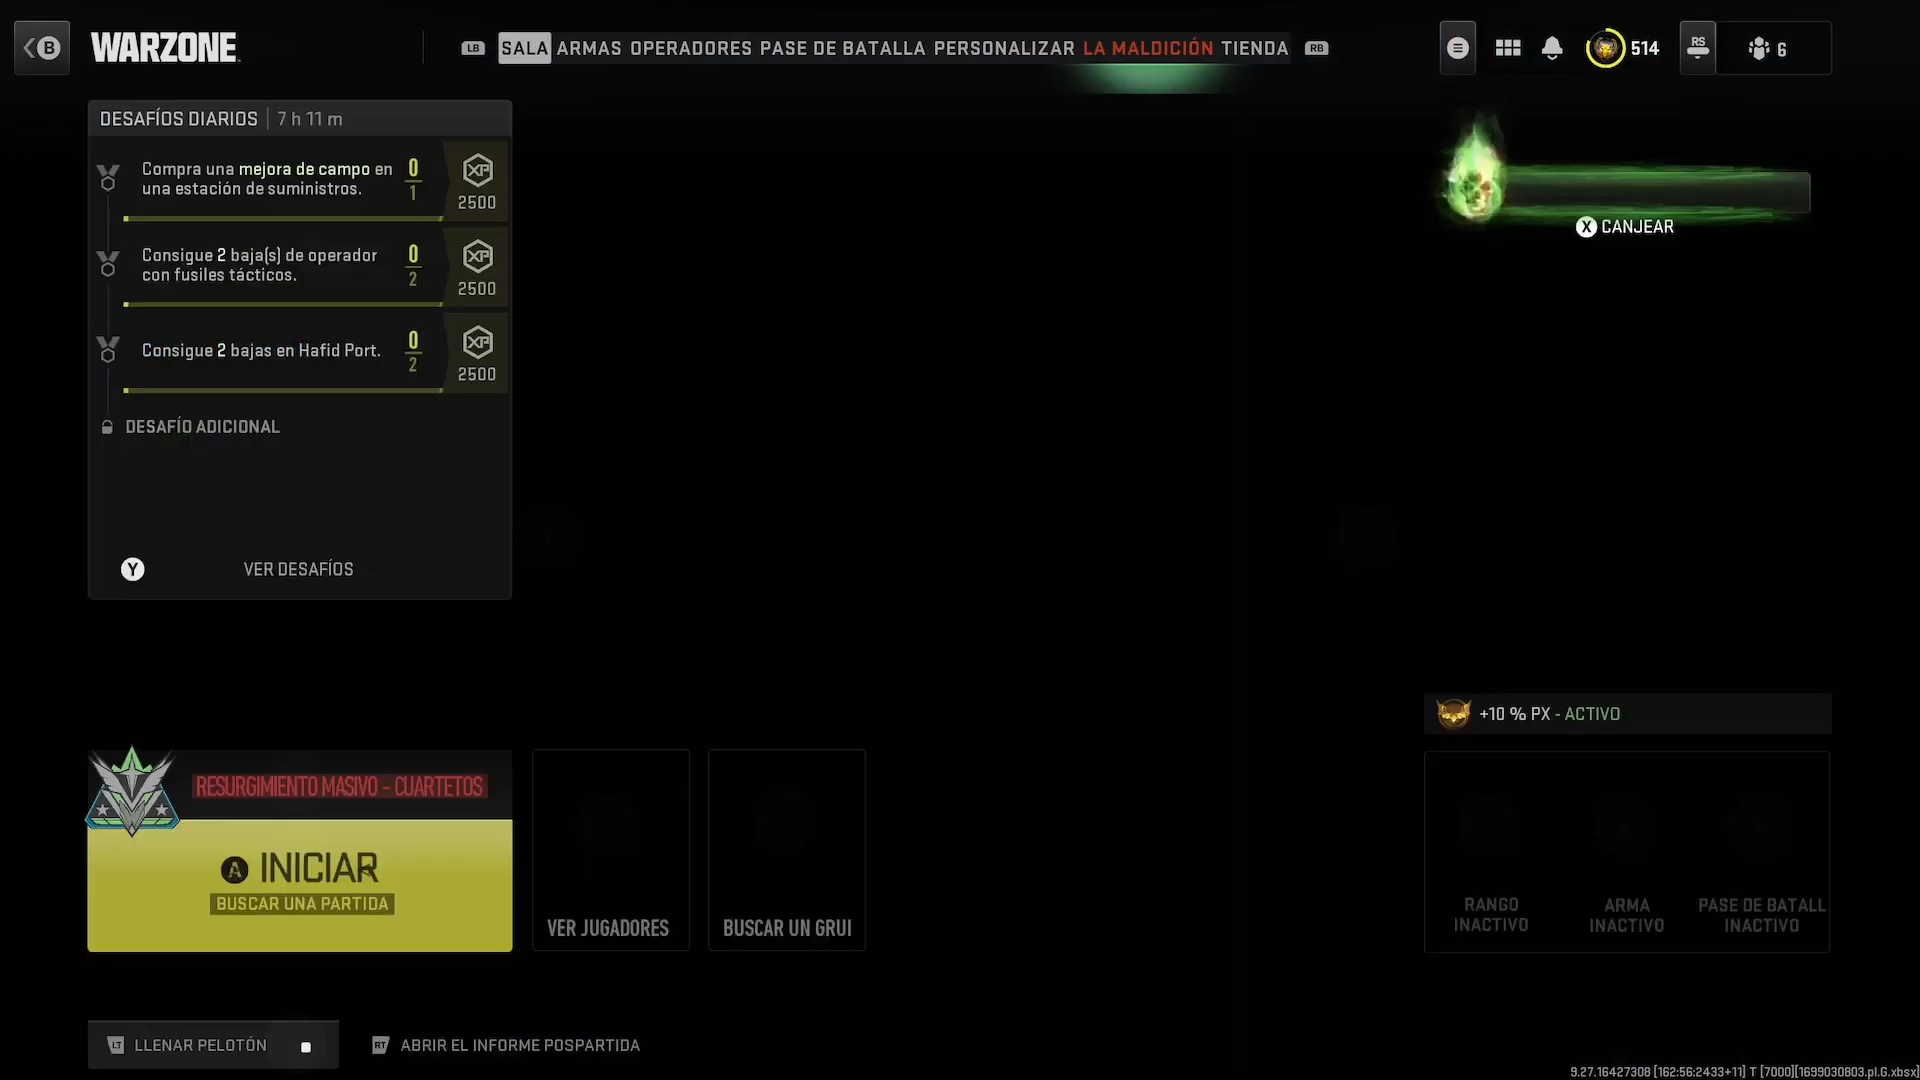 B
WARZONE
LB SALA ARMAS OPERADORES PASE DE BATALLA PERSONALIZAR LA MALDICIÓN TIENDA RB
514
RS
6
DESAFÍOS DIARIOS | 7 h 11 m
Compra una mejora de campo en
una estación de suministros.
0
1
XP
2500
Consigue 2 baja(s) de operador
con fusiles tácticos.
0
2
XP
2500
Consigue 2 bajas en Hafid Port.
0
2
XP
2500
DESAFÍO ADICIONAL
Y VER DESAFÍOS
X CANJEAR
+10 % PX - ACTIVO
RESURGIMIENTO MASIVO - CUARTETOS
A INICIAR
BUSCAR UNA PARTIDA
VER JUGADORES
BUSCAR UN GRUI
RANGO
INACTIVO
ARMA
INACTIVO
PASE DE BATALL
INACTIVO
LT LLENAR PELOTÓN
RT ABRIR EL INFORME POSPARTIDA
9.27.16427308 [162:56:2433+11] T [7000][1699030803.pl.G.xbsx]